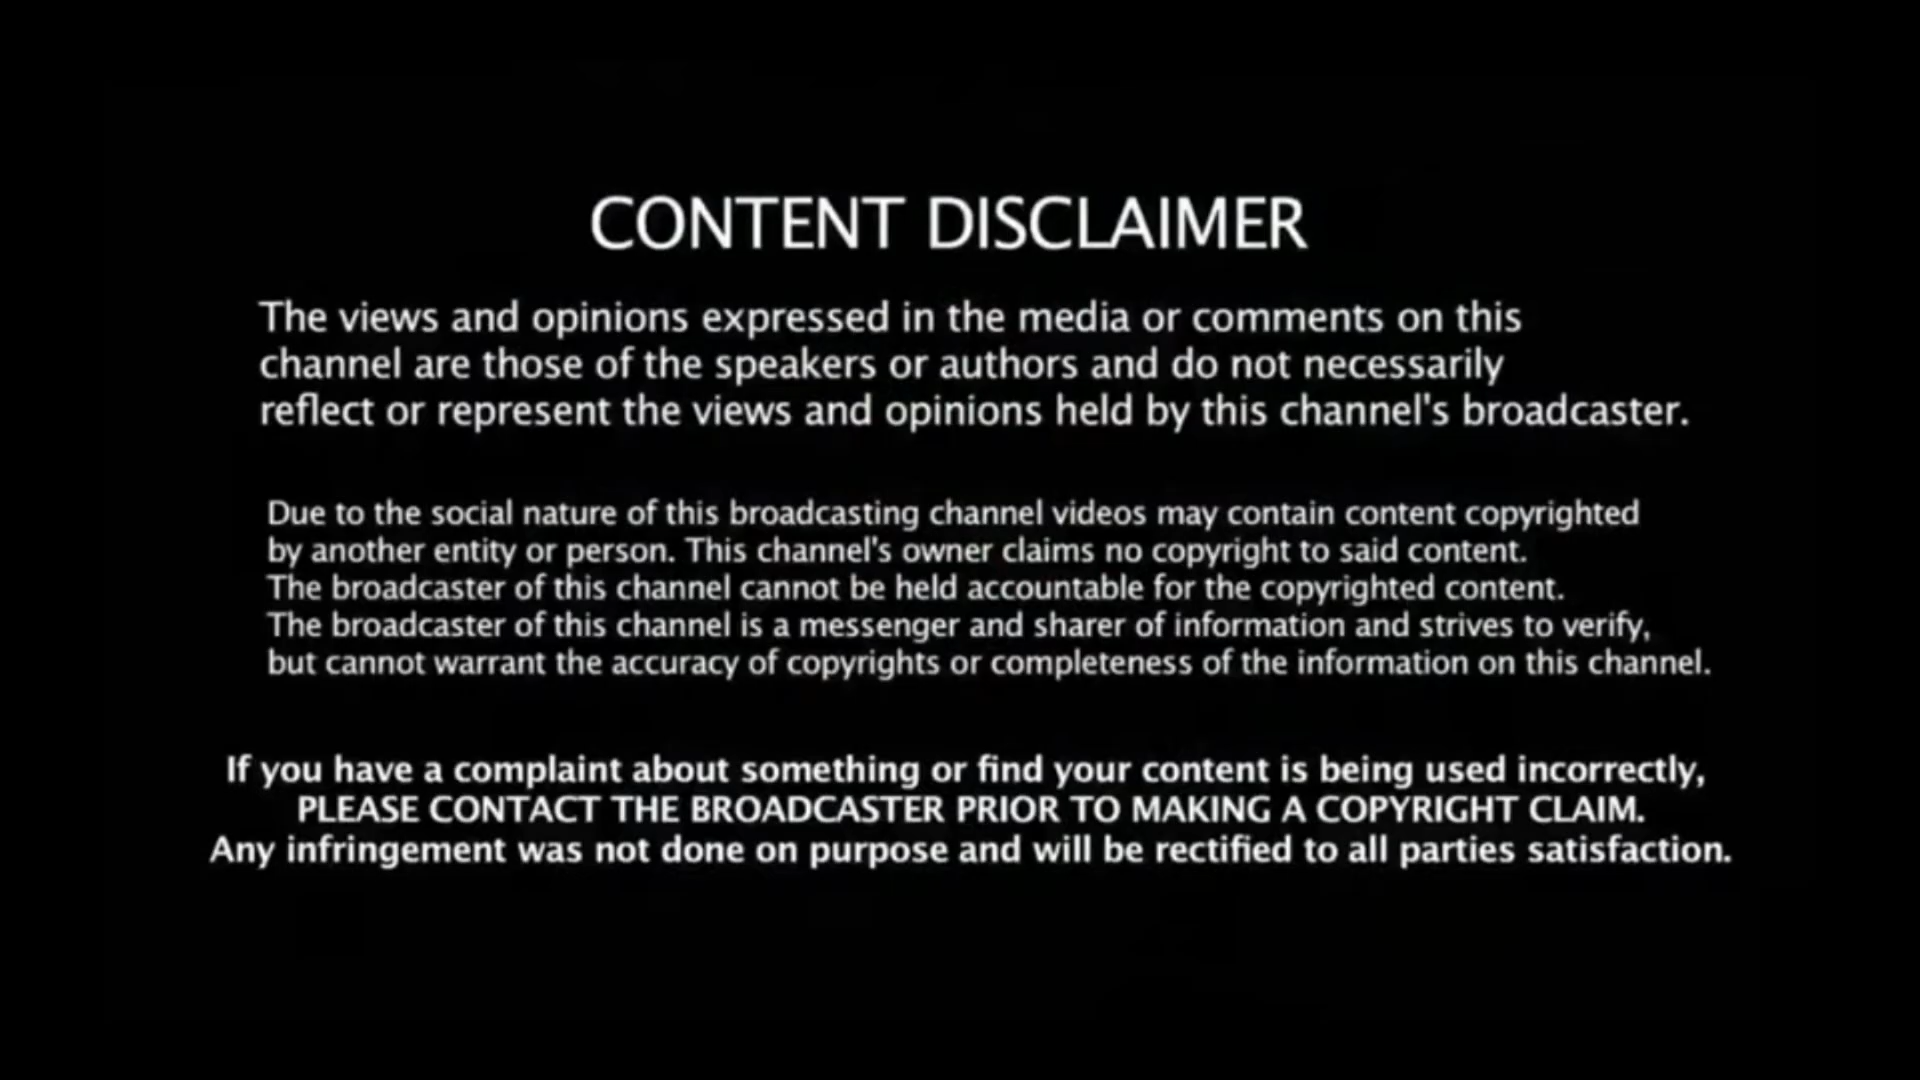 CONTENT DISCLAIMER
The views and opinions expressed in the media or comments on this
channel are those of the speakers or authors and do not necessarily
reflect or represent the views and opinions held by this channel's broadcaster.
Due to the social nature of this broadcasting channel videos may contain content copyrighted
by another entity or person. This channel's owner claims no copyright to said content.
The broadcaster of this channel cannot be held accountable for the copyrighted content.
The broadcaster of this channel is a messenger and sharer of information and strives to verify,
but cannot warrant the accuracy of copyrights or completeness of the information on this channel.
If you have a complaint about something or find your content is being used incorrectly,
PLEASE CONTACT THE BROADCASTER PRIOR TO MAKING A COPYRIGHT CLAIM.
Any infringement was not done on purpose and will be rectified to all parties satisfaction.